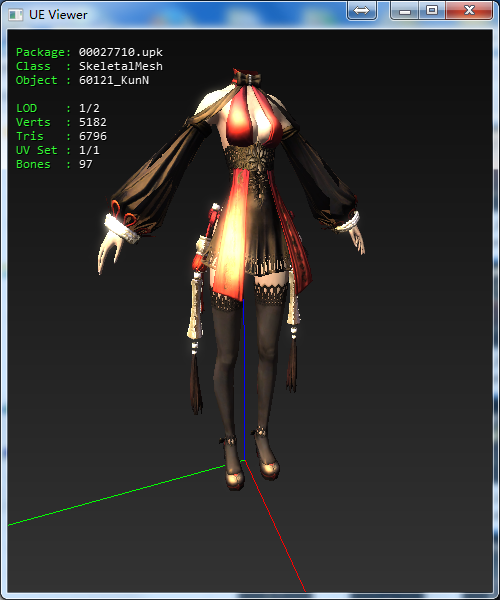 UE Viewer
Package: 00027710.upk
Class : SkeletalMesh
Object : 60121_KunN
LOD : 1/2
Verts : 5182
Tris : 6796
UV Set : 1/1
Bones : 97